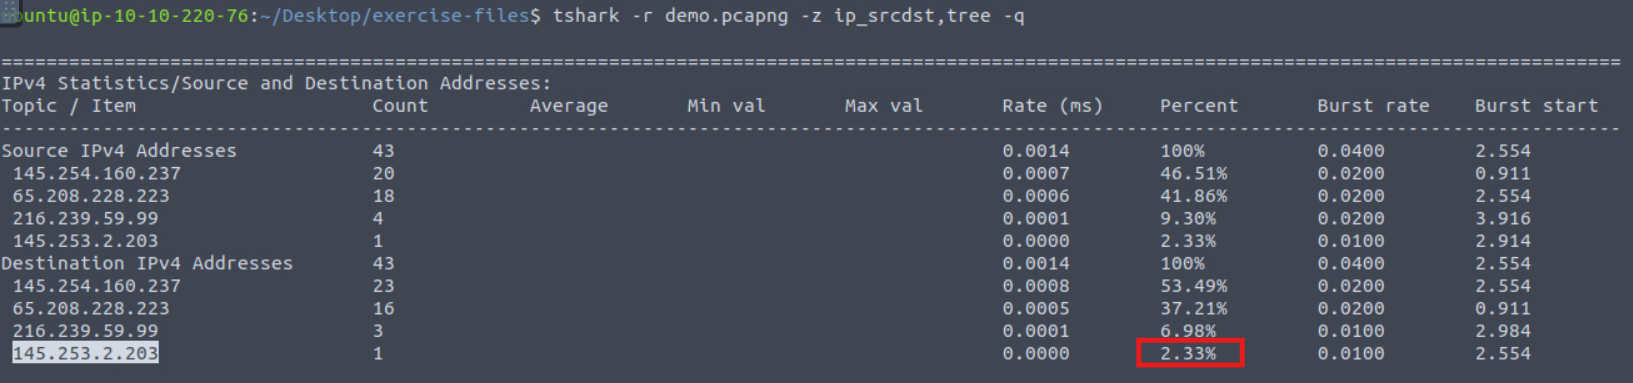 ubuntu@ip-10-10-220-76:~/Desktop/exercise-files$ tshark -r demo.pcapng -z ip_srcdst,tree -q
===================================================================================================================================================
IPv4 Statistics/Source and Destination Addresses:
Topic / Item Count Average Min val Max val Rate (ms) Percent Burst rate Burst start
---------------------------------------------------------------------------------------------------------------------------------------------------
Source IPv4 Addresses 43 0.0014 100% 0.0400 2.554
145.254.160.237 20 0.0007 46.51% 0.0200 0.911
65.208.228.223 18 0.0006 41.86% 0.0200 2.554
216.239.59.99 4 0.0001 9.30% 0.0200 3.916
145.253.2.203 1 0.0000 2.33% 0.0100 2.914
Destination IPv4 Addresses 43 0.0014 100% 0.0400 2.554
145.254.160.237 23 0.0008 53.49% 0.0200 2.554
65.208.228.223 16 0.0005 37.21% 0.0200 0.911
216.239.59.99 3 0.0001 6.98% 0.0100 2.984
145.253.2.203 1 0.0000 2.33% 0.0100 2.554